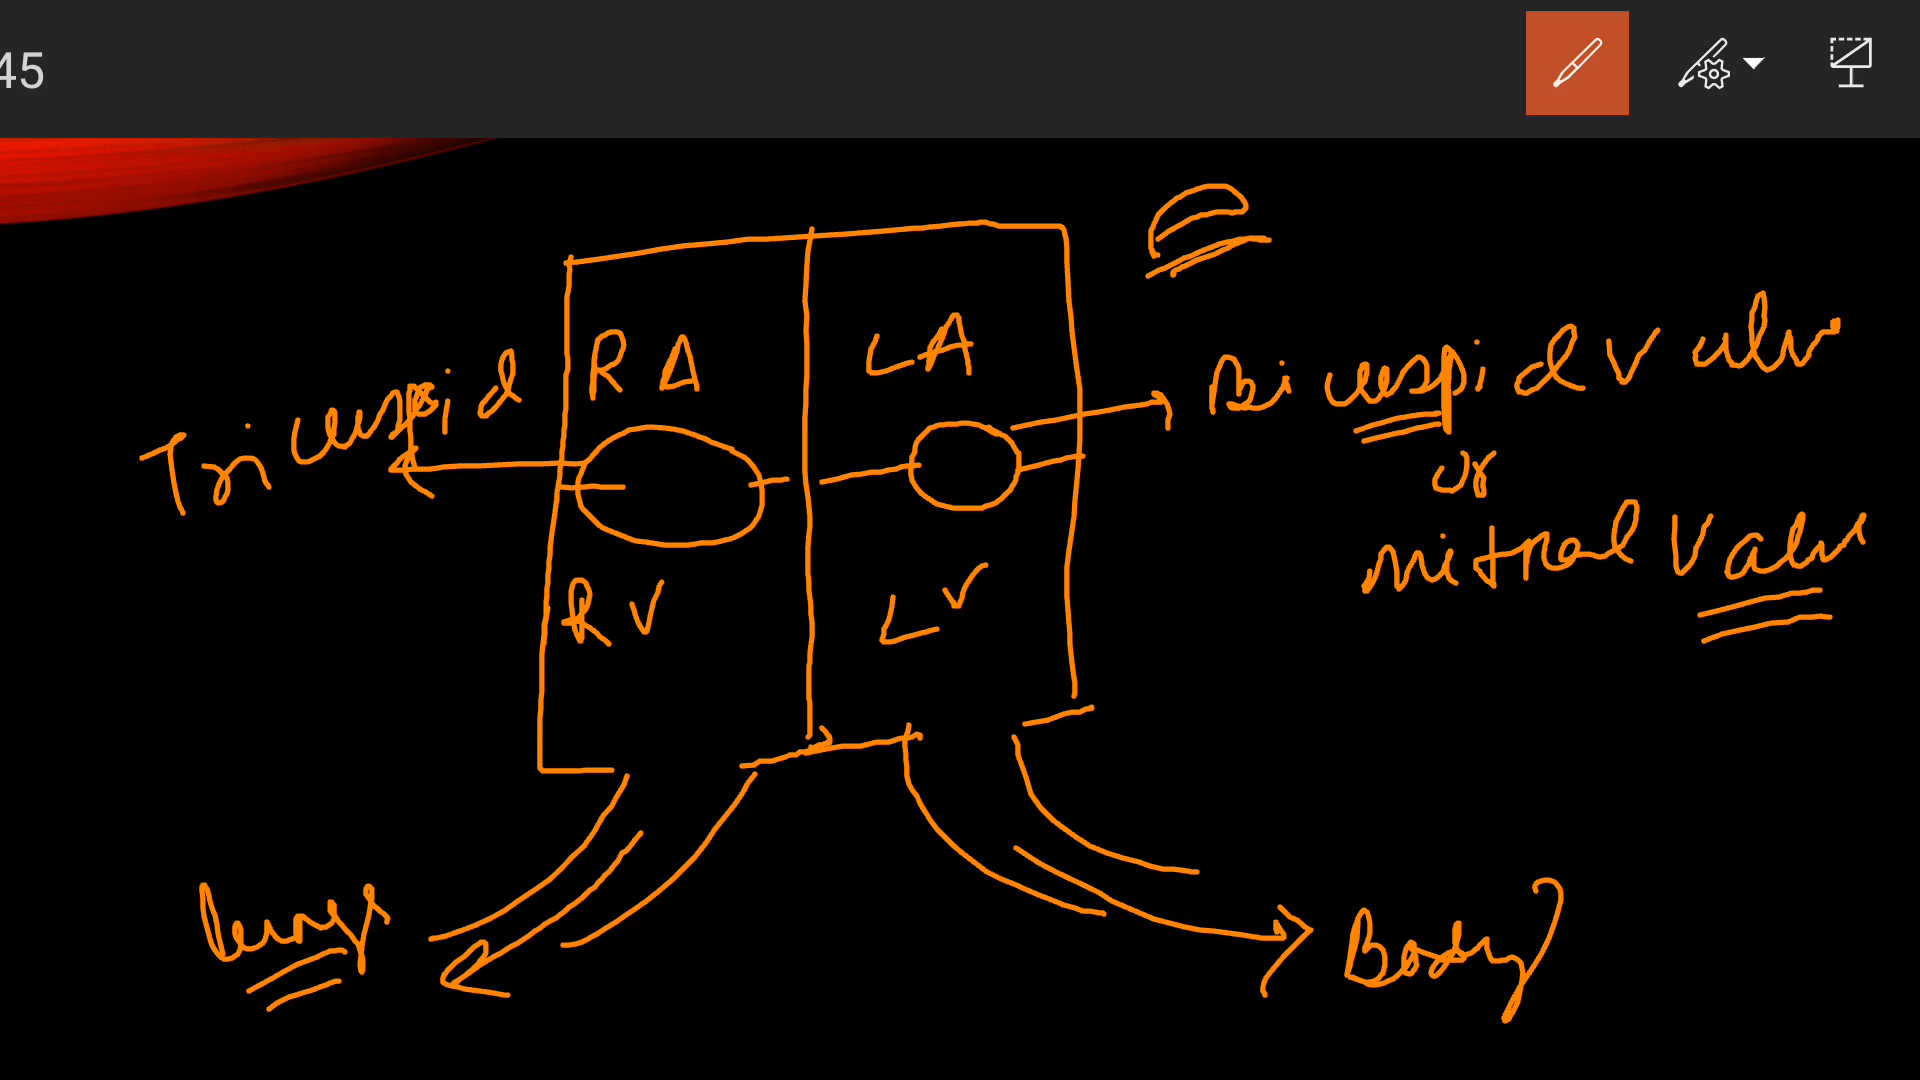 45
RA
LA
Tricuspid
Bicuspid Valve
or
mitral Valve
RV
LV
Lungs
Body